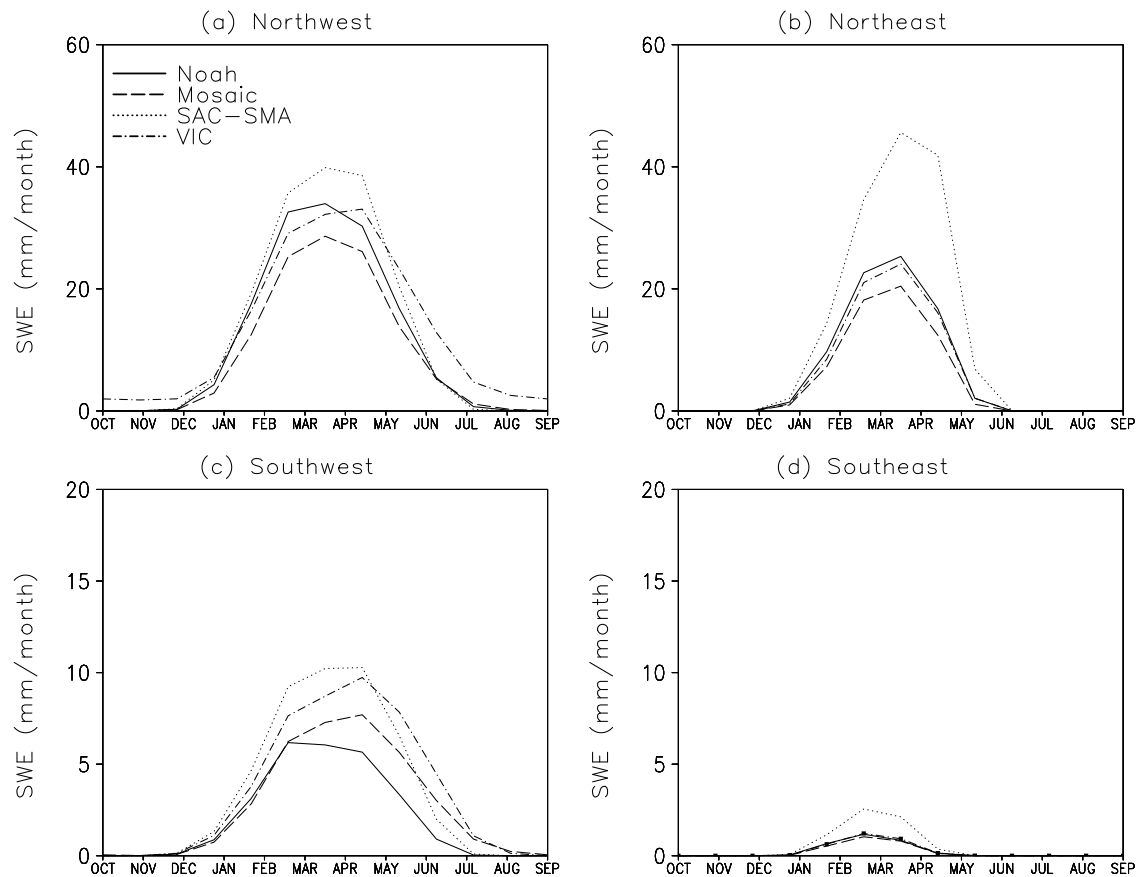 (a) Northwest
60
40
20
0
SWE (mm/month)
Noah
Mosaic
SAC-SMA
VIC
OCT NOV DEC JAN FEB MAR APR MAY JUN JUL AUG SEP
(b) Northeast
60
40
20
0
SWE (mm/month)
OCT NOV DEC JAN FEB MAR APR MAY JUN JUL AUG SEP
(c) Southwest
20
15
10
5
0
SWE (mm/month)
OCT NOV DEC JAN FEB MAR APR MAY JUN JUL AUG SEP
(d) Southeast
20
15
10
5
0
SWE (mm/month)
OCT NOV DEC JAN FEB MAR APR MAY JUN JUL AUG SEP